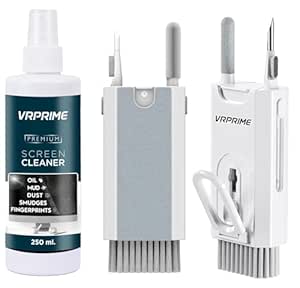 VRPRIME
PREMIUM
SCREEN
CLEANER
OIL
MUD
DUST
SMUDGES
FINGERPRINTS
250 ml.
VRPRIME